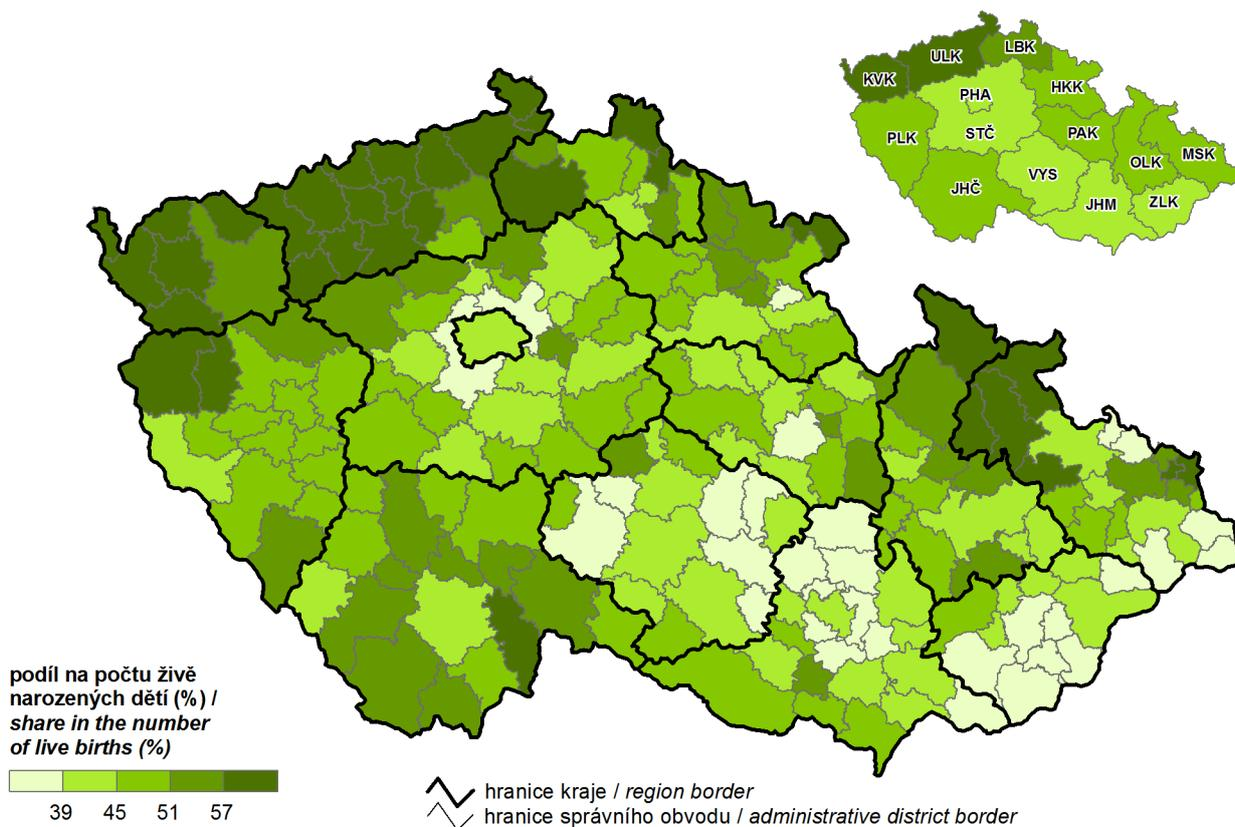 KVK
ULK
LBK
PHA
HKK
PLK
STČ
PAK
OLK
MSK
JHČ
VYS
JHM
ZLK
podíl na počtu živě
narozených dětí (%) /
share in the number
of live births (%)
39 45 51 57
hranice kraje / region border
hranice správního obvodu / administrative district border